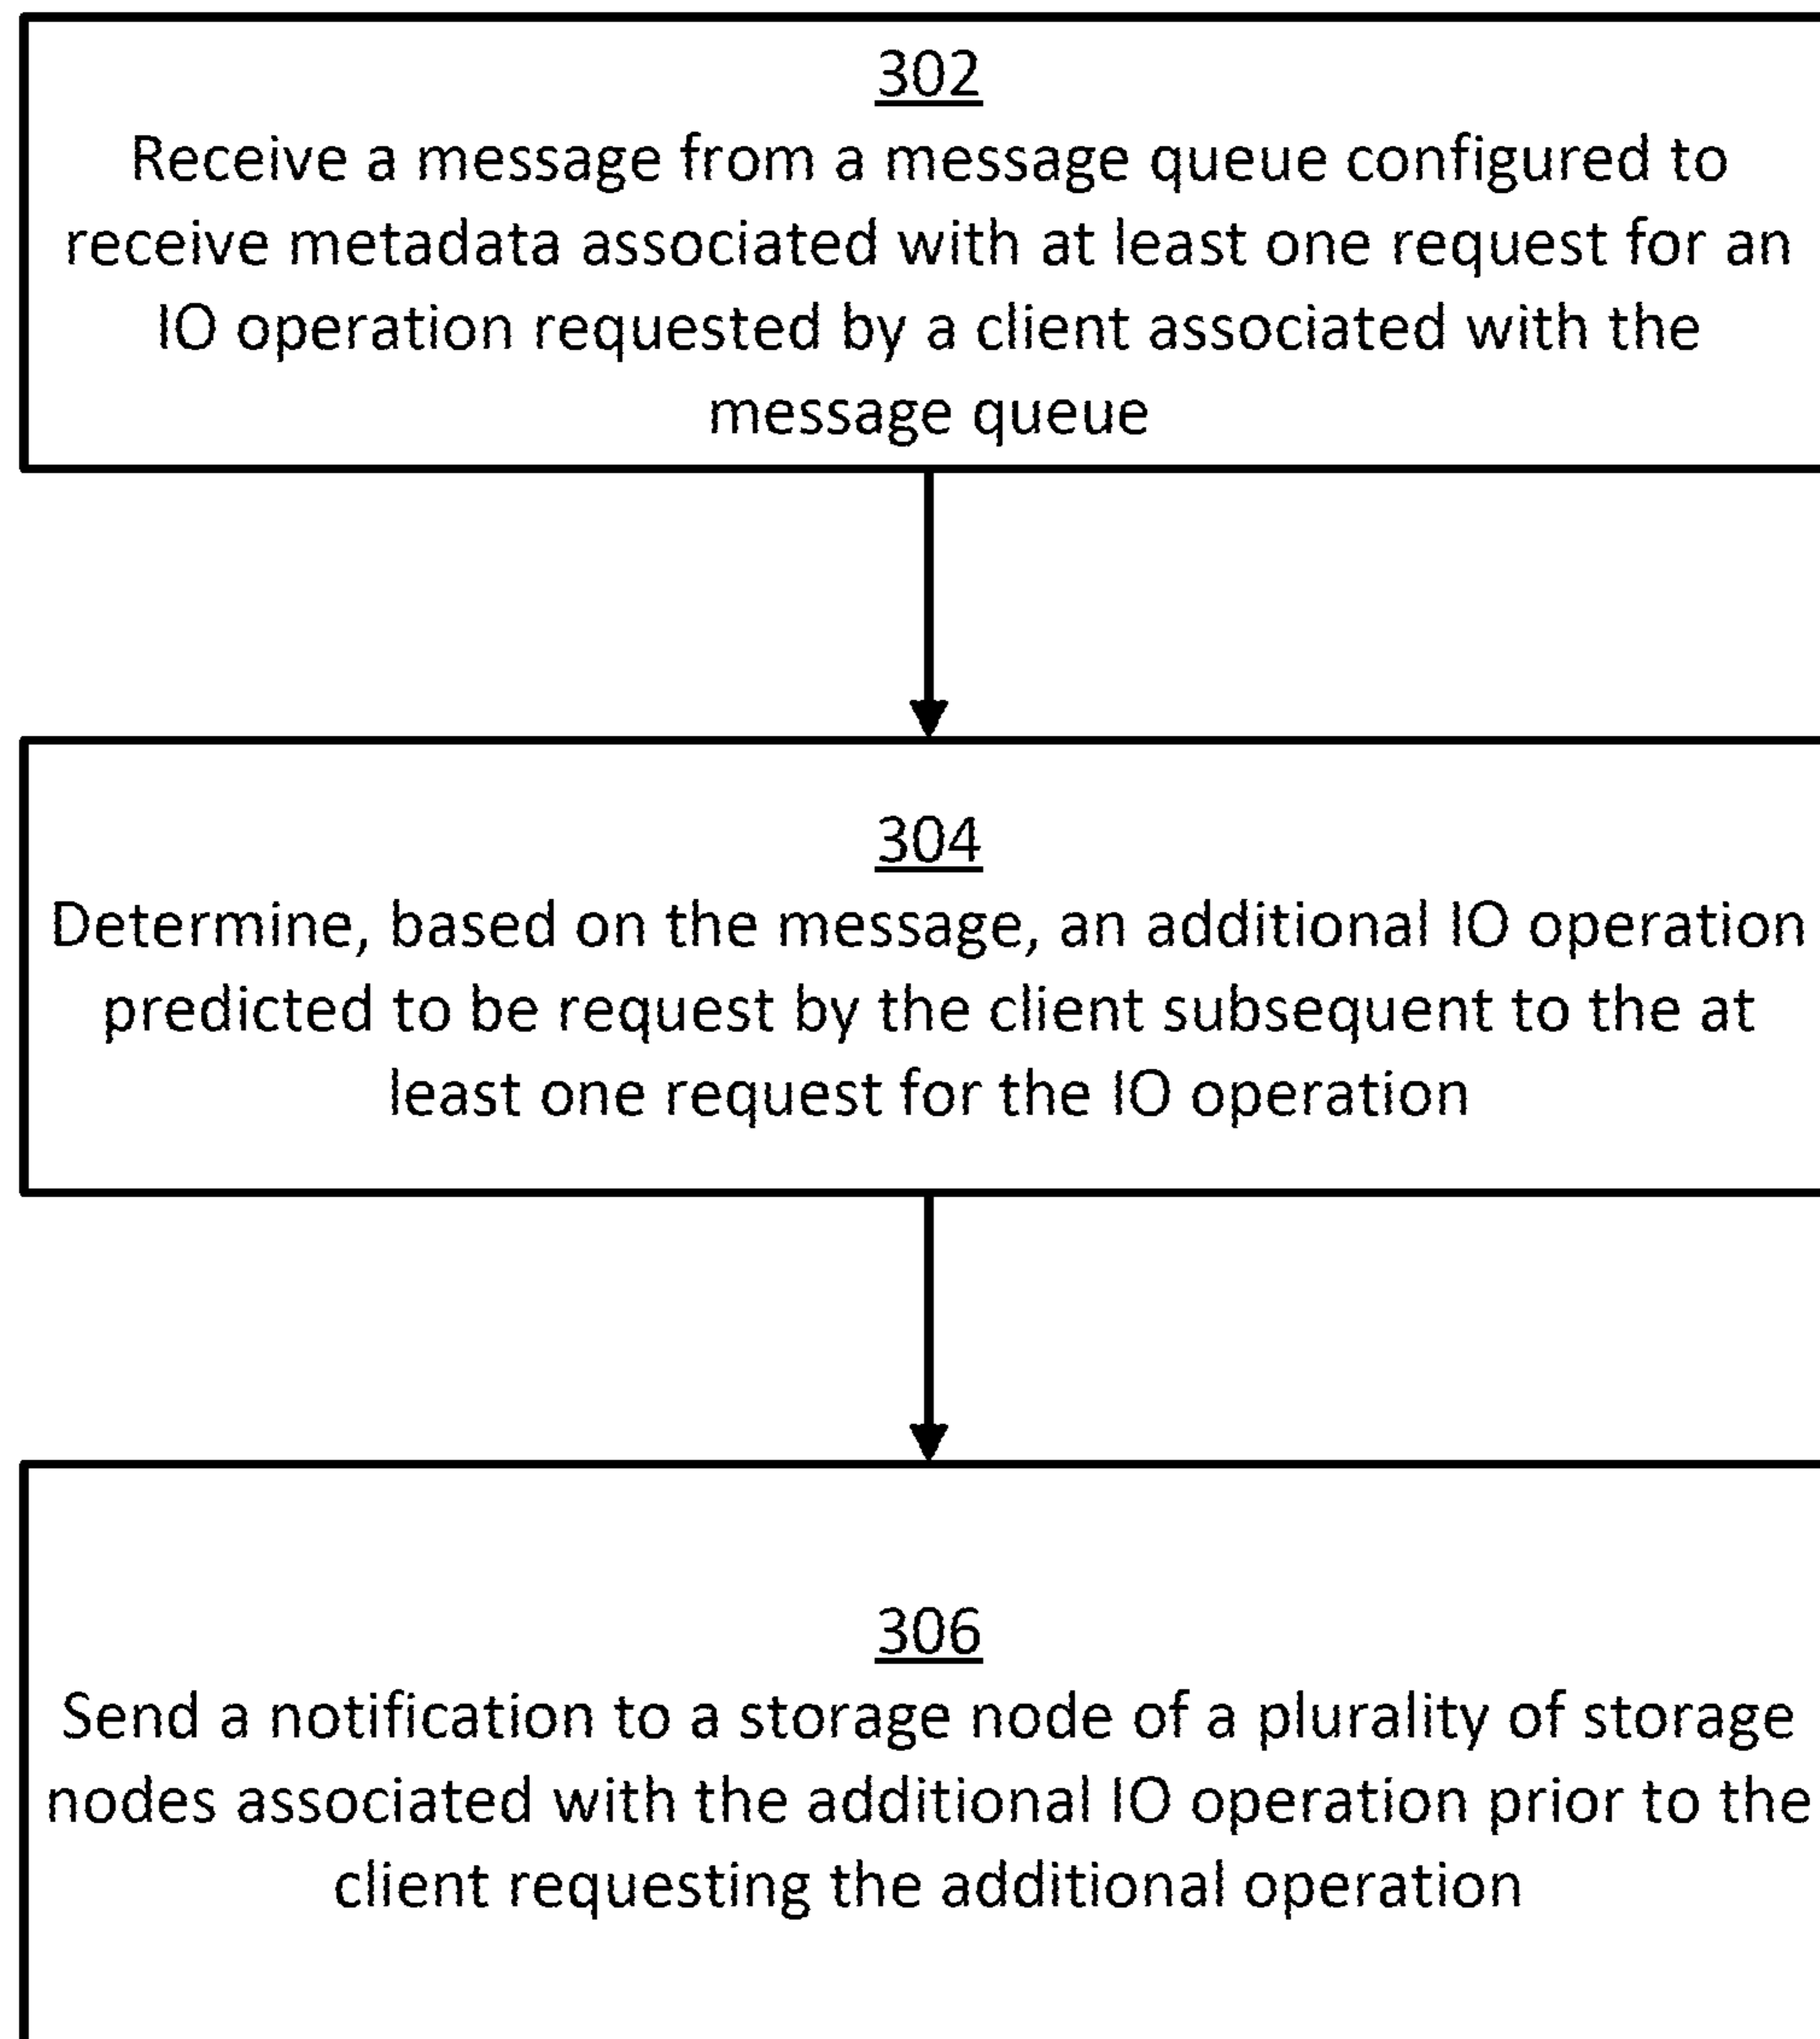 302
Receive a message from a message queue configured to
receive metadata associated with at least one request for an
IO operation requested by a client associated with the
message queue
304
Determine, based on the message, an additional IO operation
predicted to be request by the client subsequent to the at
least one request for the IO operation
306
Send a notification to a storage node of a plurality of storage
nodes associated with the additional IO operation prior to the
client requesting the additional operation